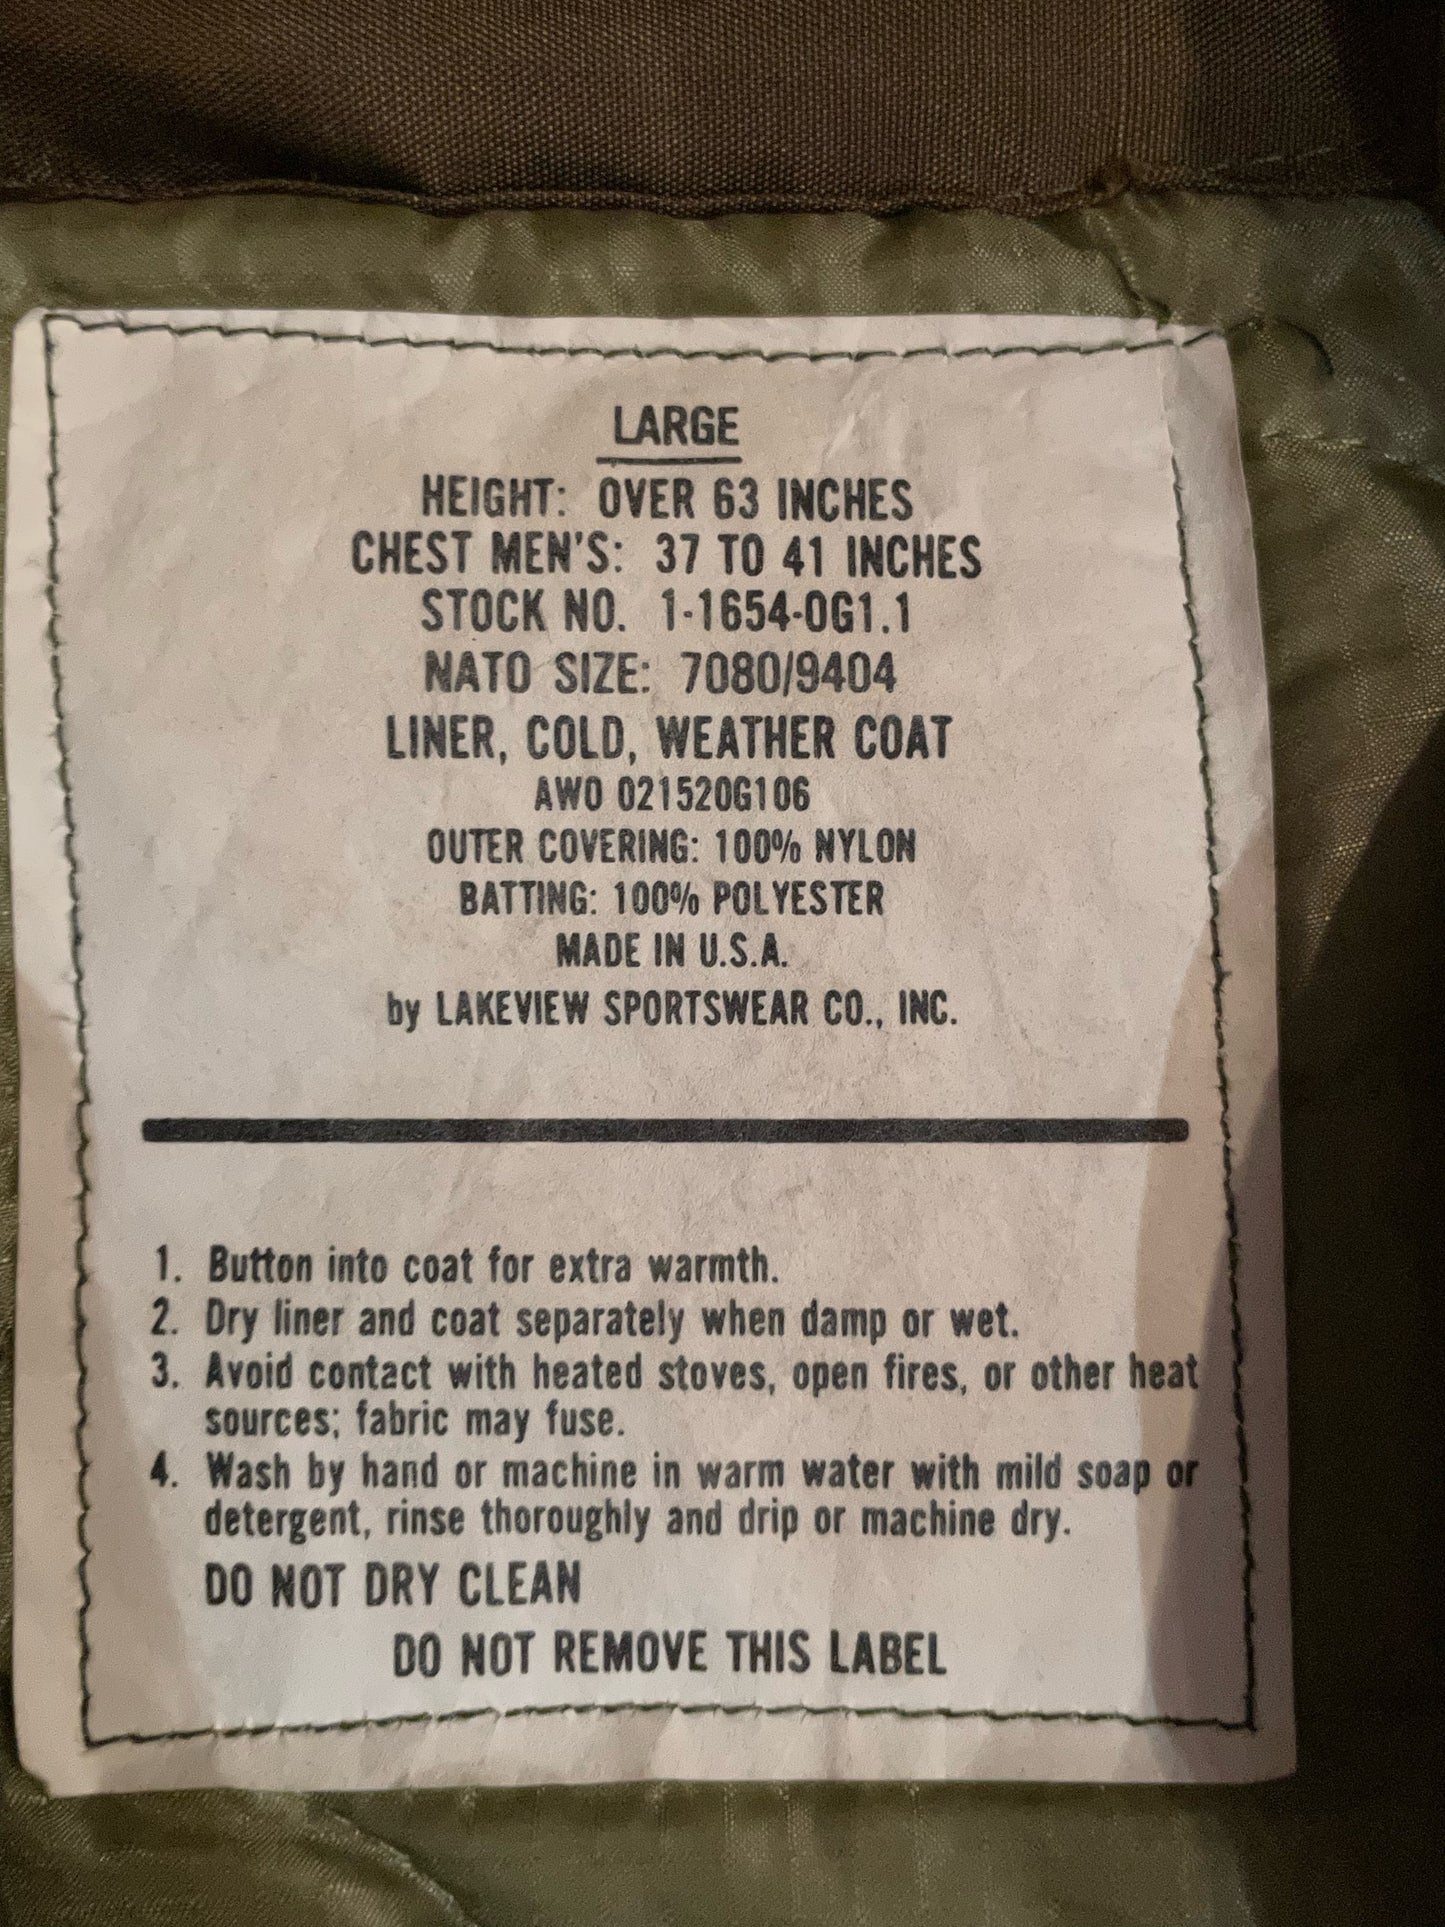 LARGE
HEIGHT: OVER 63 INCHES
CHEST MEN'S: 37 TO 41 INCHES
STOCK NO. 1-1654-0G1.1
NATO SIZE: 7080/9404
LINER, COLD, WEATHER COAT
AWO 021520G106
OUTER COVERING: 100% NYLON
BATTING: 100% POLYESTER
MADE IN U.S.A.
by LAKEVIEW SPORTSWEAR CO., INC.
1. Button into coat for extra warmth.
2. Dry liner and coat separately when damp or wet.
3. Avoid contact with heated stoves, open fires, or other heat
sources; fabric may fuse.
4. Wash by hand or machine in warm water with mild soap or
detergent, rinse thoroughly and drip or machine dry.
DO NOT DRY CLEAN
DO NOT REMOVE THIS LABEL